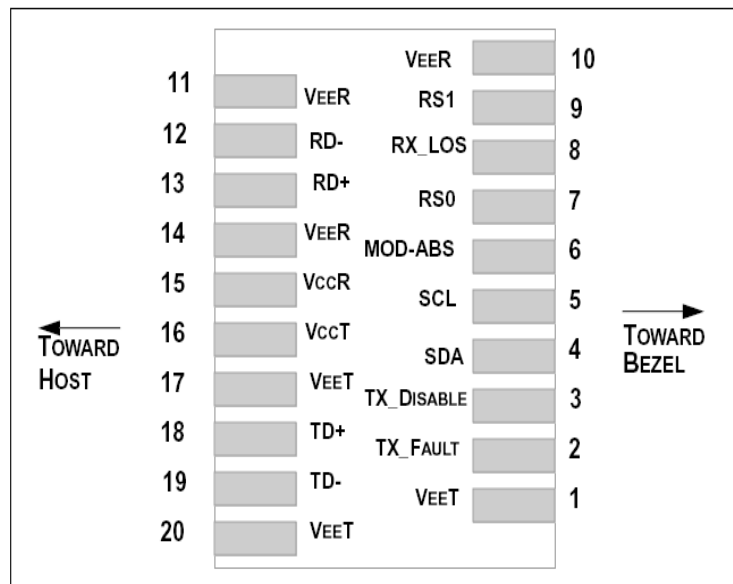 VEER 10
11 VEER
RS1 9
12 RD-
RX_LOS 8
13 RD+
RS0 7
14 VEER
MOD-ABS 6
15 VCCR
SCL 5
16 VCCT
TOWARD HOST
TOWARD BEZEL
SDA 4
17 VEET
TX_DISABLE 3
18 TD+
TX_FAULT 2
19 TD-
VEET 1
20 VEET